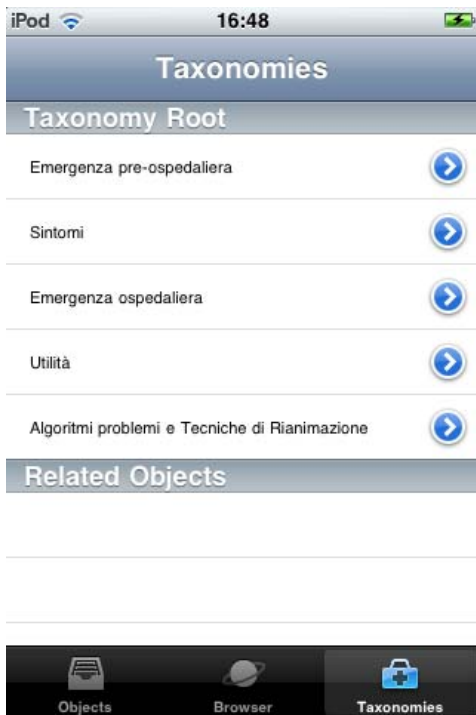 iPod 16:48
Taxonomies
Taxonomy Root
Emergenza pre-ospedaliera
Sintomi
Emergenza ospedaliera
Utilità
Algoritmi problemi e Tecniche di Rianimazione
Related Objects
Objects Browser Taxonomies